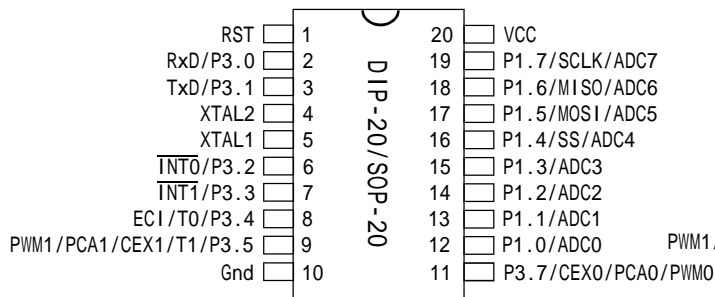 RST 1 20 VCC
RxD/P3.0 2 19 P1.7/SCLK/ADC7
TxD/P3.1 3 18 P1.6/MISO/ADC6
XTAL2 4 17 P1.5/MOSI/ADC5
XTAL1 5 16 P1.4/SS/ADC4
INT0/P3.2 6 15 P1.3/ADC3
INT1/P3.3 7 14 P1.2/ADC2
ECI/T0/P3.4 8 13 P1.1/ADC1
PWM1/PCA1/CEX1/T1/P3.5 9 12 P1.0/ADC0 PWM1/
Gnd 10 11 P3.7/CEX0/PCA0/PWM0
DIP-20/SOP-20